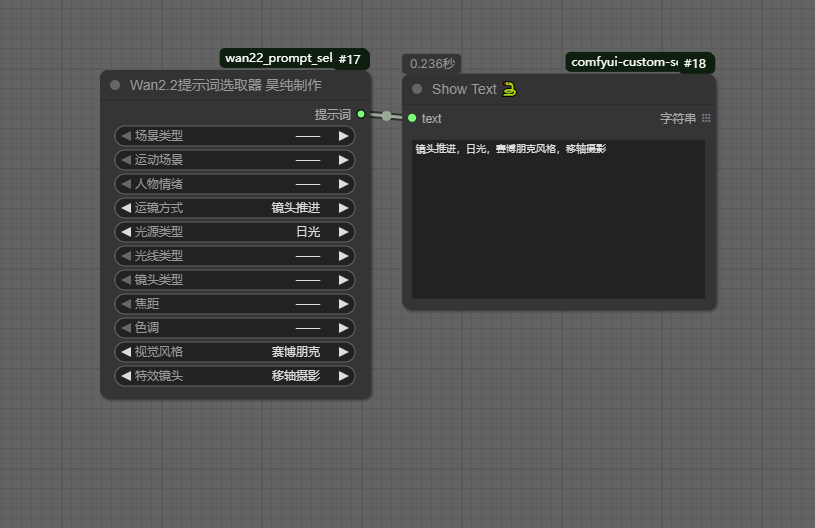 wan22_prompt_sel #17
Wan2.2提示词选取器 昊纯制作
提示词
场景类型 ——
运动场景 ——
人物情绪 ——
运镜方式 镜头推进
光源类型 日光
光线类型 ——
镜头类型 ——
焦距 ——
色调 ——
视觉风格 赛博朋克
特效镜头 移轴摄影
0.236秒
comfyui-custom-s #18
Show Text
text 字符串
镜头推进, 日光, 赛博朋克风格, 移轴摄影